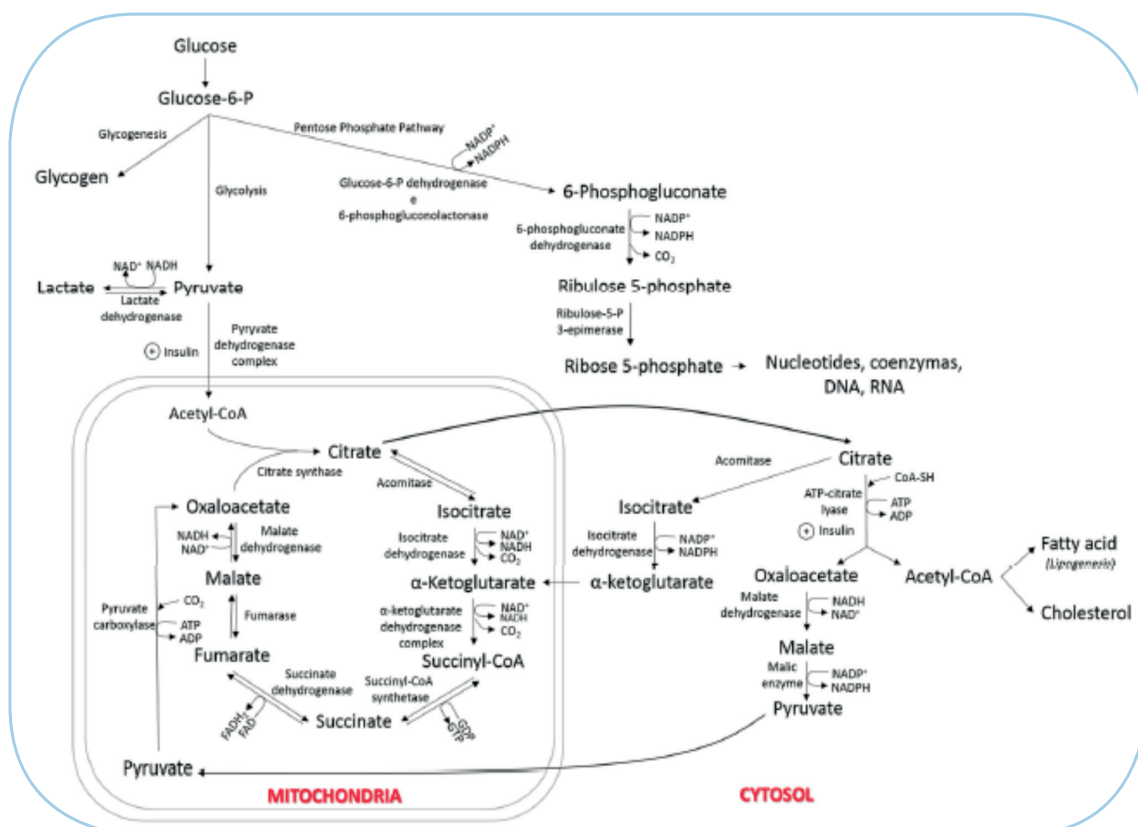 Glucose
Glucose-6-P
Glycogenesis
Pentose Phosphate Pathway
NADP⁺
NADPH
Glycogen
Glycolysis
Glucose-6-P dehydrogenase
e
6-phosphogluconolactonase
6-Phosphogluconate
6-phosphogluconate
dehydrogenase
NADP⁺
NADPH
CO₂
NAD⁺ NADH
Lactate
Pyruvate
Lactate
dehydrogenase
Ribulose 5-phosphate
Ribulose-5-P
3-epimerase
+ Insulin
Pyryvate
dehydrogenase
complex
Ribose 5-phosphate
Nucleotides, coenzymas,
DNA, RNA
Acetyl-CoA
Citrate
Citrate synthase
Acomitase
Oxaloacetate
Isocitrate
NADH
NAD⁺
Malate
dehydrogenase
Isocitrate
dehydrogenase
NAD⁺
NADH
CO₂
Malate
α-Ketoglutarate
Pyruvate
carboxylase
CO₂
ATP
ADP
Fumarase
α-ketoglutarate
dehydrogenase
complex
NAD⁺
NADH
CO₂
Fumarate
Succinyl-CoA
Succinate
dehydrogenase
Succinyl-CoA
synthetase
FADH₂
FAD
Succinate
GDP
GTP
Pyruvate
MITOCHONDRIA
Citrate
Acomitase
CoA-SH
ATP-citrate
lyase
ATP
ADP
+ Insulin
Isocitrate
Isocitrate
dehydrogenase
NADP⁺
NADPH
α-ketoglutarate
Oxaloacetate
Acetyl-CoA
Fatty acid
(Lipogenesis)
Cholesterol
Malate
dehydrogenase
NADH
NAD⁺
Malate
Malic
enzyme
NADP⁺
NADPH
Pyruvate
CYTOSOL